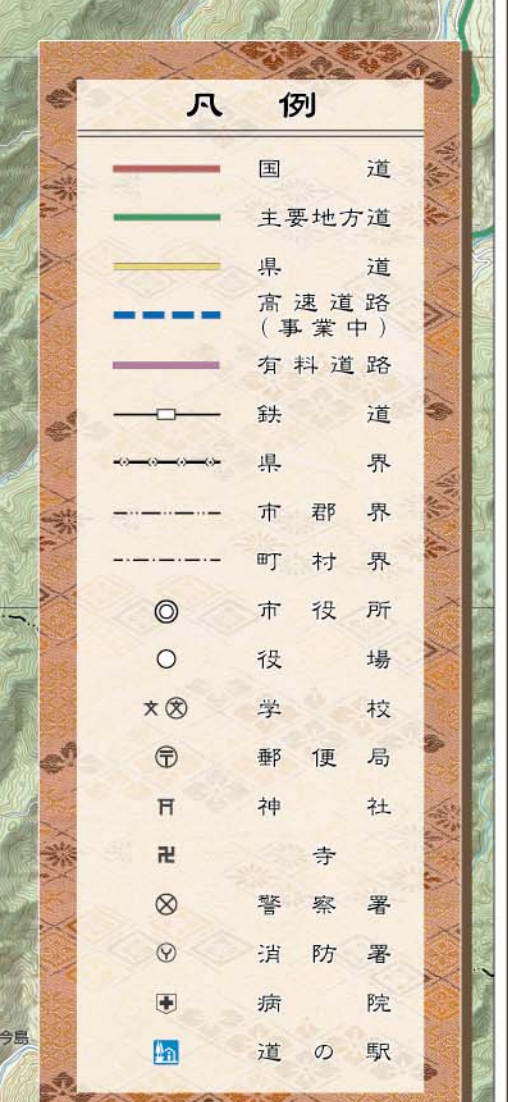 凡例
国道
主要地方道
県道
高速道路
(事業中)
有料道路
鉄道
県界
市郡界
町村界
市役所
役場
文 文 学校
〒 郵便局
神社
卍 寺
警察署
Y 消防署
病院
道の駅
今島